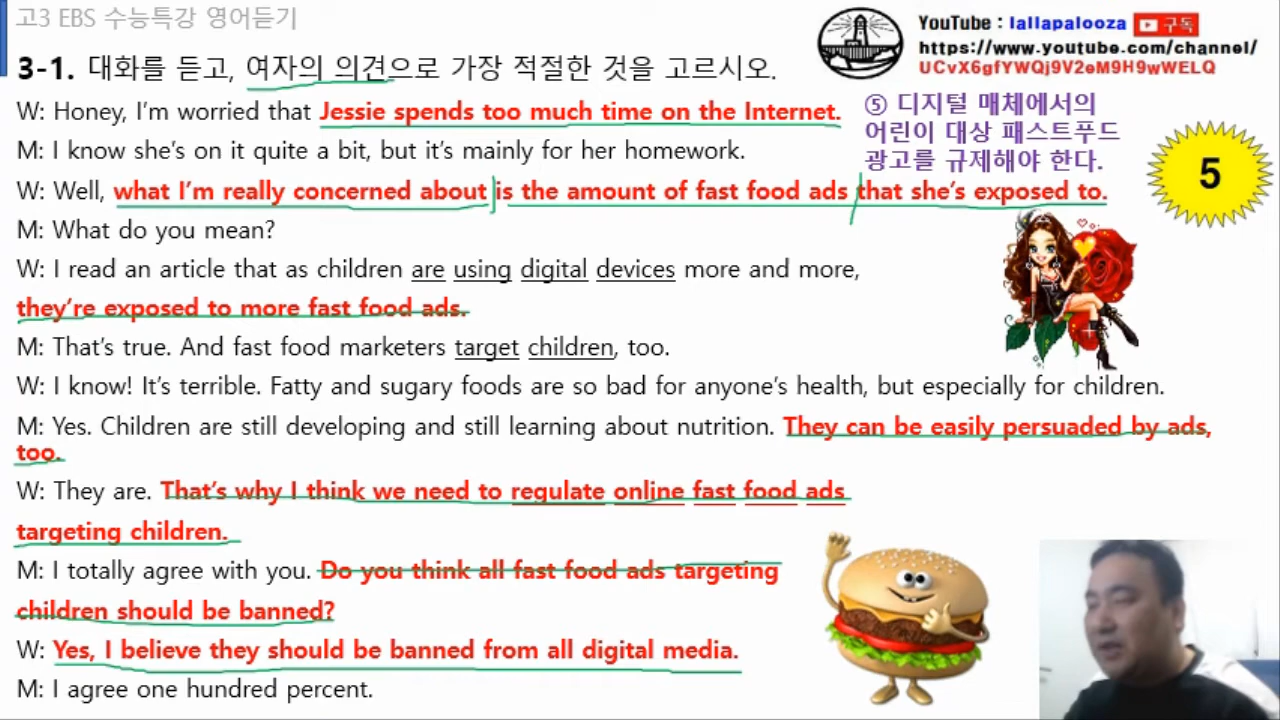 고3 EBS 수능특강 영어듣기
YouTube : lallapalooza 구독
https://www.youtube.com/channel/
UCvX6gfYWQj9V2eM9H9wWELQ
3-1. 대화를 듣고, 여자의 의견으로 가장 적절한 것을 고르시오.
W: Honey, I’m worried that Jessie spends too much time on the Internet.
⑤ 디지털 매체에서의
어린이 대상 패스트푸드
광고를 규제해야 한다.
5
M: I know she’s on it quite a bit, but it’s mainly for her homework.
W: Well, what I’m really concerned about is the amount of fast food ads that she’s exposed to.
M: What do you mean?
W: I read an article that as children are using digital devices more and more,
they’re exposed to more fast food ads.
M: That’s true. And fast food marketers target children, too.
W: I know! It’s terrible. Fatty and sugary foods are so bad for anyone’s health, but especially for children.
M: Yes. Children are still developing and still learning about nutrition. They can be easily persuaded by ads,
too.
W: They are. That’s why I think we need to regulate online fast food ads
targeting children.
M: I totally agree with you. Do you think all fast food ads targeting
children should be banned?
W: Yes, I believe they should be banned from all digital media.
M: I agree one hundred percent.